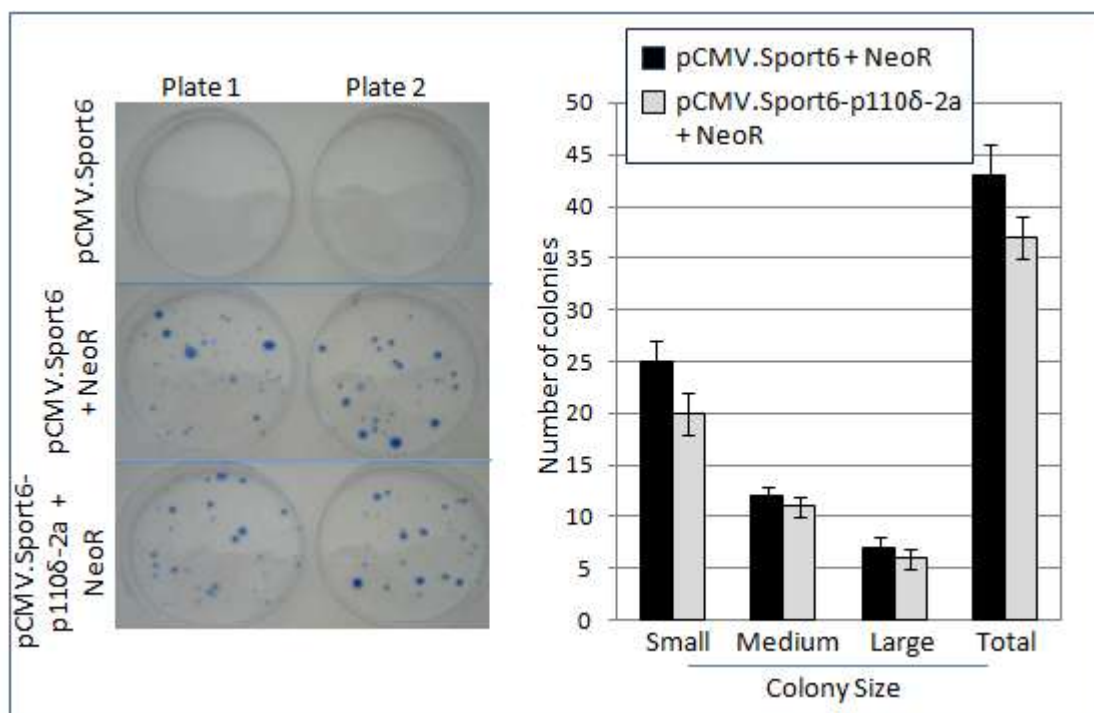 Plate 1
Plate 2
pCMV.Sport6
pCMV.Sport6
+ NeoR
pCMV.Sport6-
p110δ-2a +
NeoR
pCMV.Sport6 + NeoR
pCMV.Sport6-p110δ-2a
+ NeoR
Number of colonies
50
45
40
35
30
25
20
15
10
5
0
Small
Medium
Large
Total
Colony Size